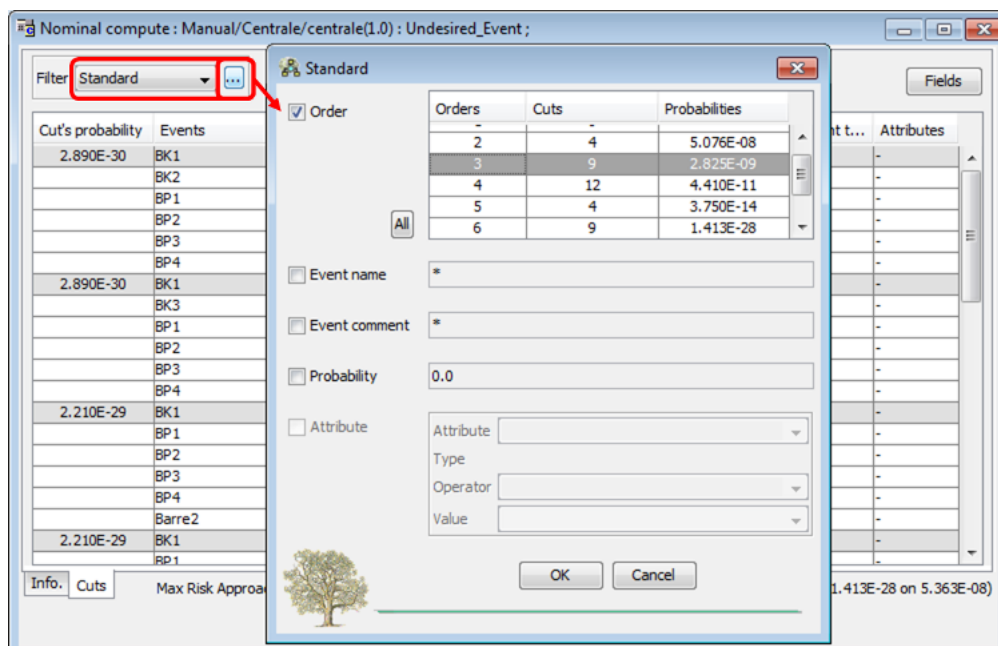 Nominal compute : Manual/Centrale/centrale(1.0) : Undesired_Event ;
Filter Standard ...
Fields
Cut's probability Events
nt t... Attributes
2.890E-30 BK1 -
BK2 -
BP1 -
BP2 -
BP3 -
BP4 -
2.890E-30 BK1 -
BK3 -
BP1 -
BP2 -
BP3 -
BP4 -
2.210E-29 BK1 -
BP1 -
BP2 -
BP3 -
BP4 -
Barre2 -
2.210E-29 BK1 -
BP1
Info. Cuts Max Risk Approa
1.413E-28 on 5.363E-08)
Standard
Order
Orders Cuts Probabilities
2 4 5.076E-08
3 9 2.825E-09
4 12 4.410E-11
5 4 3.750E-14
6 9 1.413E-28
All
Event name *
Event comment *
Probability 0.0
Attribute Attribute
Type
Operator
Value
OK Cancel